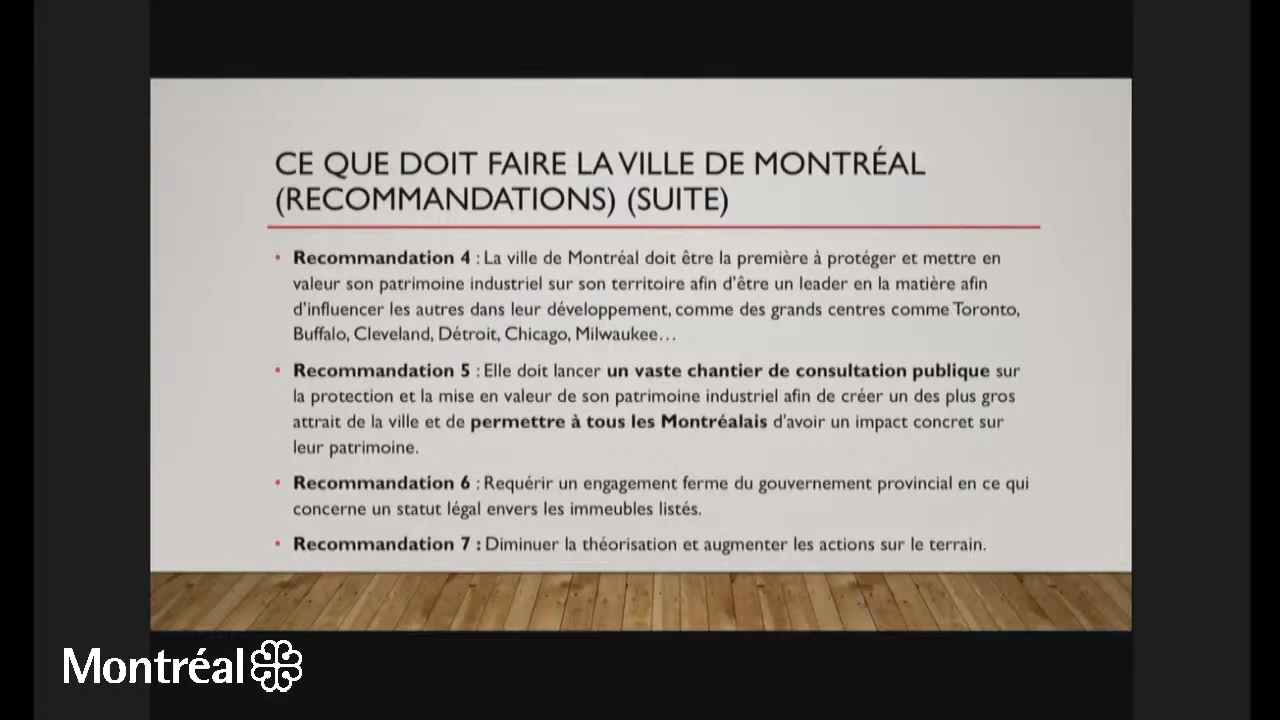 CE QUE DOIT FAIRE LA VILLE DE MONTRÉAL
(RECOMMANDATIONS) (SUITE)
• Recommandation 4 : La ville de Montréal doit être la première à protéger et mettre en
valeur son patrimoine industriel sur son territoire afin d'être un leader en la matière afin
d'influencer les autres dans leur développement, comme des grands centres comme Toronto,
Buffalo, Cleveland, Détroit, Chicago, Milwaukee…
• Recommandation 5 : Elle doit lancer un vaste chantier de consultation publique sur
la protection et la mise en valeur de son patrimoine industriel afin de créer un des plus gros
attrait de la ville et de permettre à tous les Montréalais d'avoir un impact concret sur
leur patrimoine.
• Recommandation 6 : Requérir un engagement ferme du gouvernement provincial en ce qui
concerne un statut légal envers les immeubles listés.
• Recommandation 7 : Diminuer la théorisation et augmenter les actions sur le terrain.
Montréal